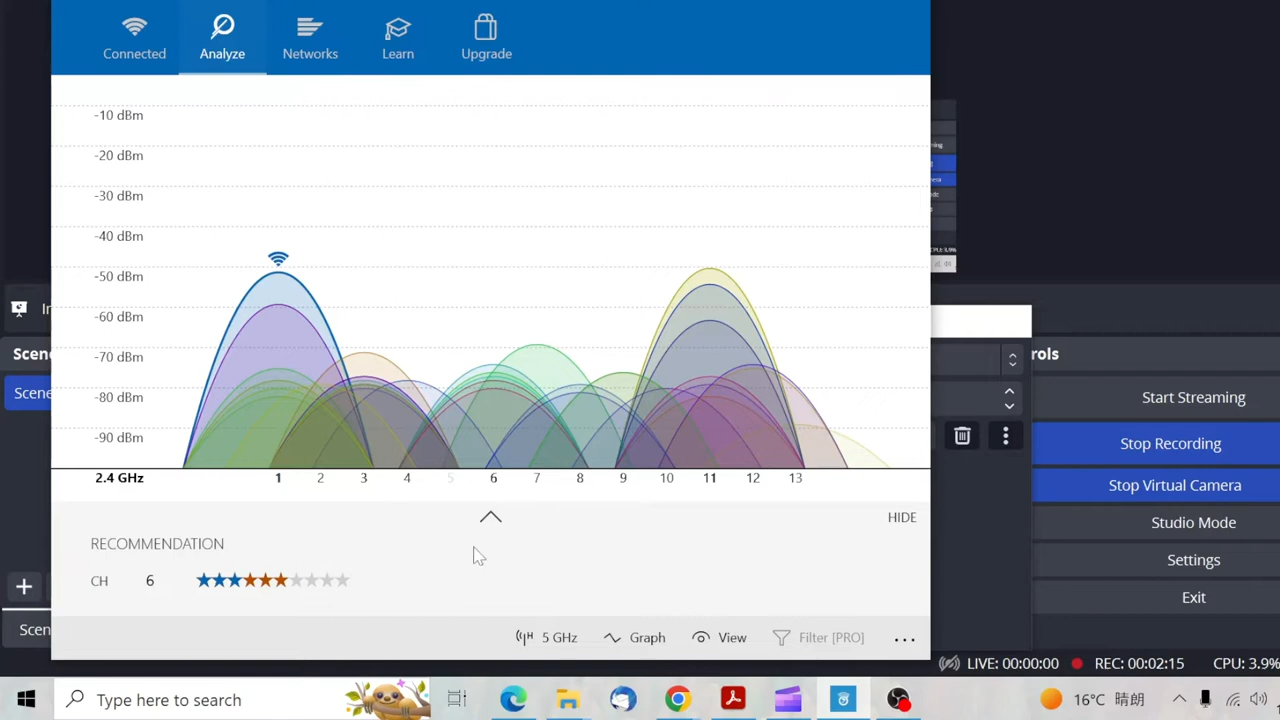 Connected
Analyze
Networks
Learn
Upgrade
-10 dBm
-20 dBm
-30 dBm
-40 dBm
-50 dBm
-60 dBm
-70 dBm
-80 dBm
-90 dBm
2.4 GHz 1 2 3 4 5 6 7 8 9 10 11 12 13
HIDE
RECOMMENDATION
CH 6
5 GHz
Graph
View
Filter [PRO]
In
Scene
Scene
Scen
rols
Start Streaming
Stop Recording
Stop Virtual Camera
Studio Mode
Settings
Exit
LIVE: 00:00:00
REC: 00:02:15
CPU: 3.9%
Type here to search
16°C 晴朗